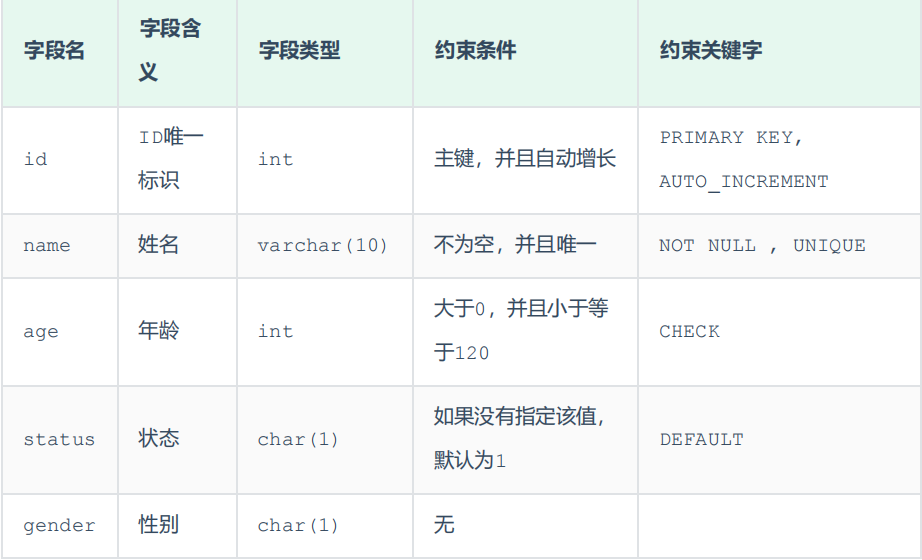 字段名
字段含
义
字段类型
约束条件
约束关键字
id
ID唯一
标识
int
主键，并且自动增长
PRIMARY KEY,
AUTO_INCREMENT
name
姓名
varchar(10)
不为空，并且唯一
NOT NULL , UNIQUE
age
年龄
int
大于0，并且小于等
于120
CHECK
status
状态
char(1)
如果没有指定该值，
默认为1
DEFAULT
gender
性别
char(1)
无